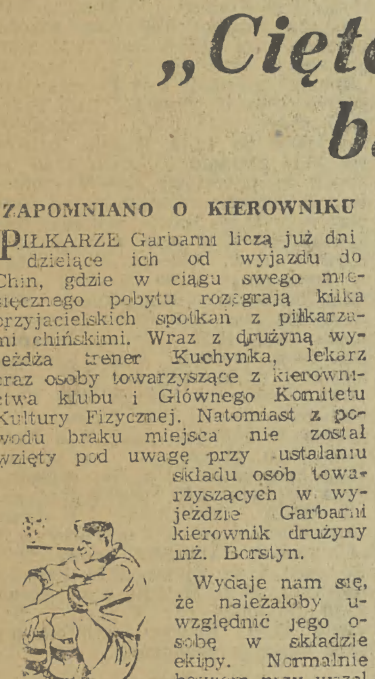 „Cięte
b
ZAPOMNIANO O KIEROWNIKU
PIŁKARZE Garbarni liczą już dni
dzielące ich od wyjazdu do
Chin, gdzie w ciągu swego mie-
sięcznego pobytu rozegrają kilka
przyjacielskich spotkań z piłkarza-
mi chińskimi. Wraz z drużyną wy-
jeżdża trener Kuchynka, lekarz
oraz osoby towarzyszące z kierowni-
ctwa klubu i Głównego Komitetu
Kultury Fizycznej. Natomiast z po-
wodu braku miejsca nie został
wzięty pod uwagę przy ustalaniu
składu osób towa-
rzyszących w wy-
jeździe Garbarni
kierownik drużyny
inż. Borstyn.
Wydaje nam się,
że należałoby u-
względnić jego o-
sobę w składzie
ekipy. Normalnie